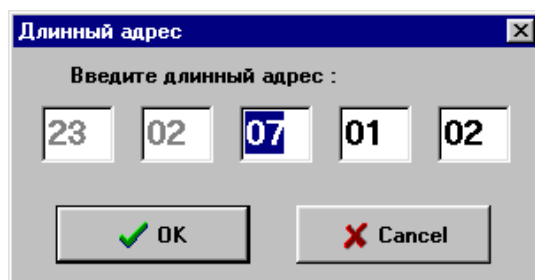 Длинный адрес
Введите длинный адрес :
23 02 07 01 02
OK Cancel